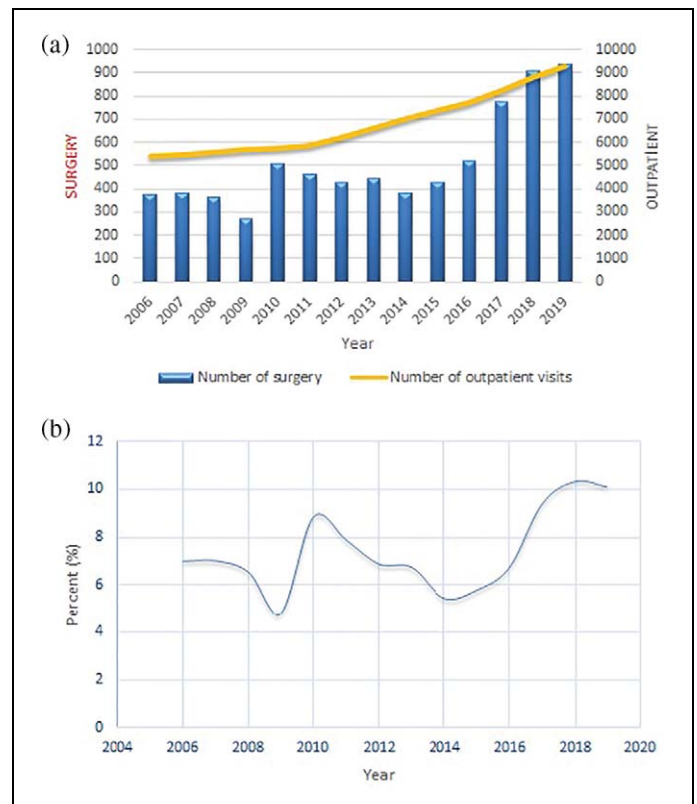 (a)
1000
900
800
700
600
500
400
300
200
100
0
SURGERY
10000
9000
8000
7000
6000
5000
4000
3000
2000
1000
0
OUTPATIENT
2006 2007 2008 2009 2010 2011 2012 2013 2014 2015 2016 2017 2018 2019
Year
Number of surgery Number of outpatient visits
(b)
12
10
8
6
4
2
0
Percent (%)
2004 2006 2008 2010 2012 2014 2016 2018 2020
Year